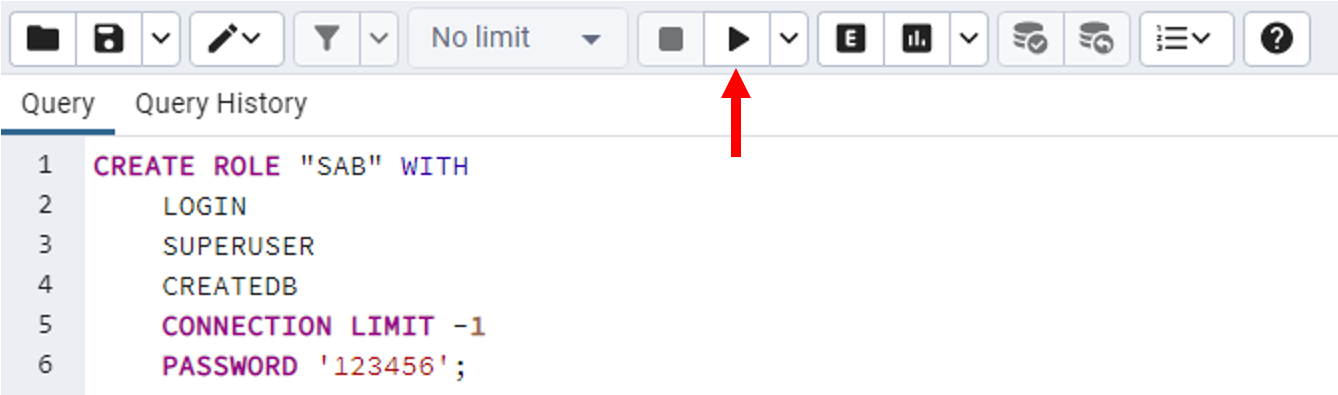 No limit
E
Query Query History
1 CREATE ROLE "SAB" WITH
2 LOGIN
3 SUPERUSER
4 CREATEDB
5 CONNECTION LIMIT -1
6 PASSWORD '123456';